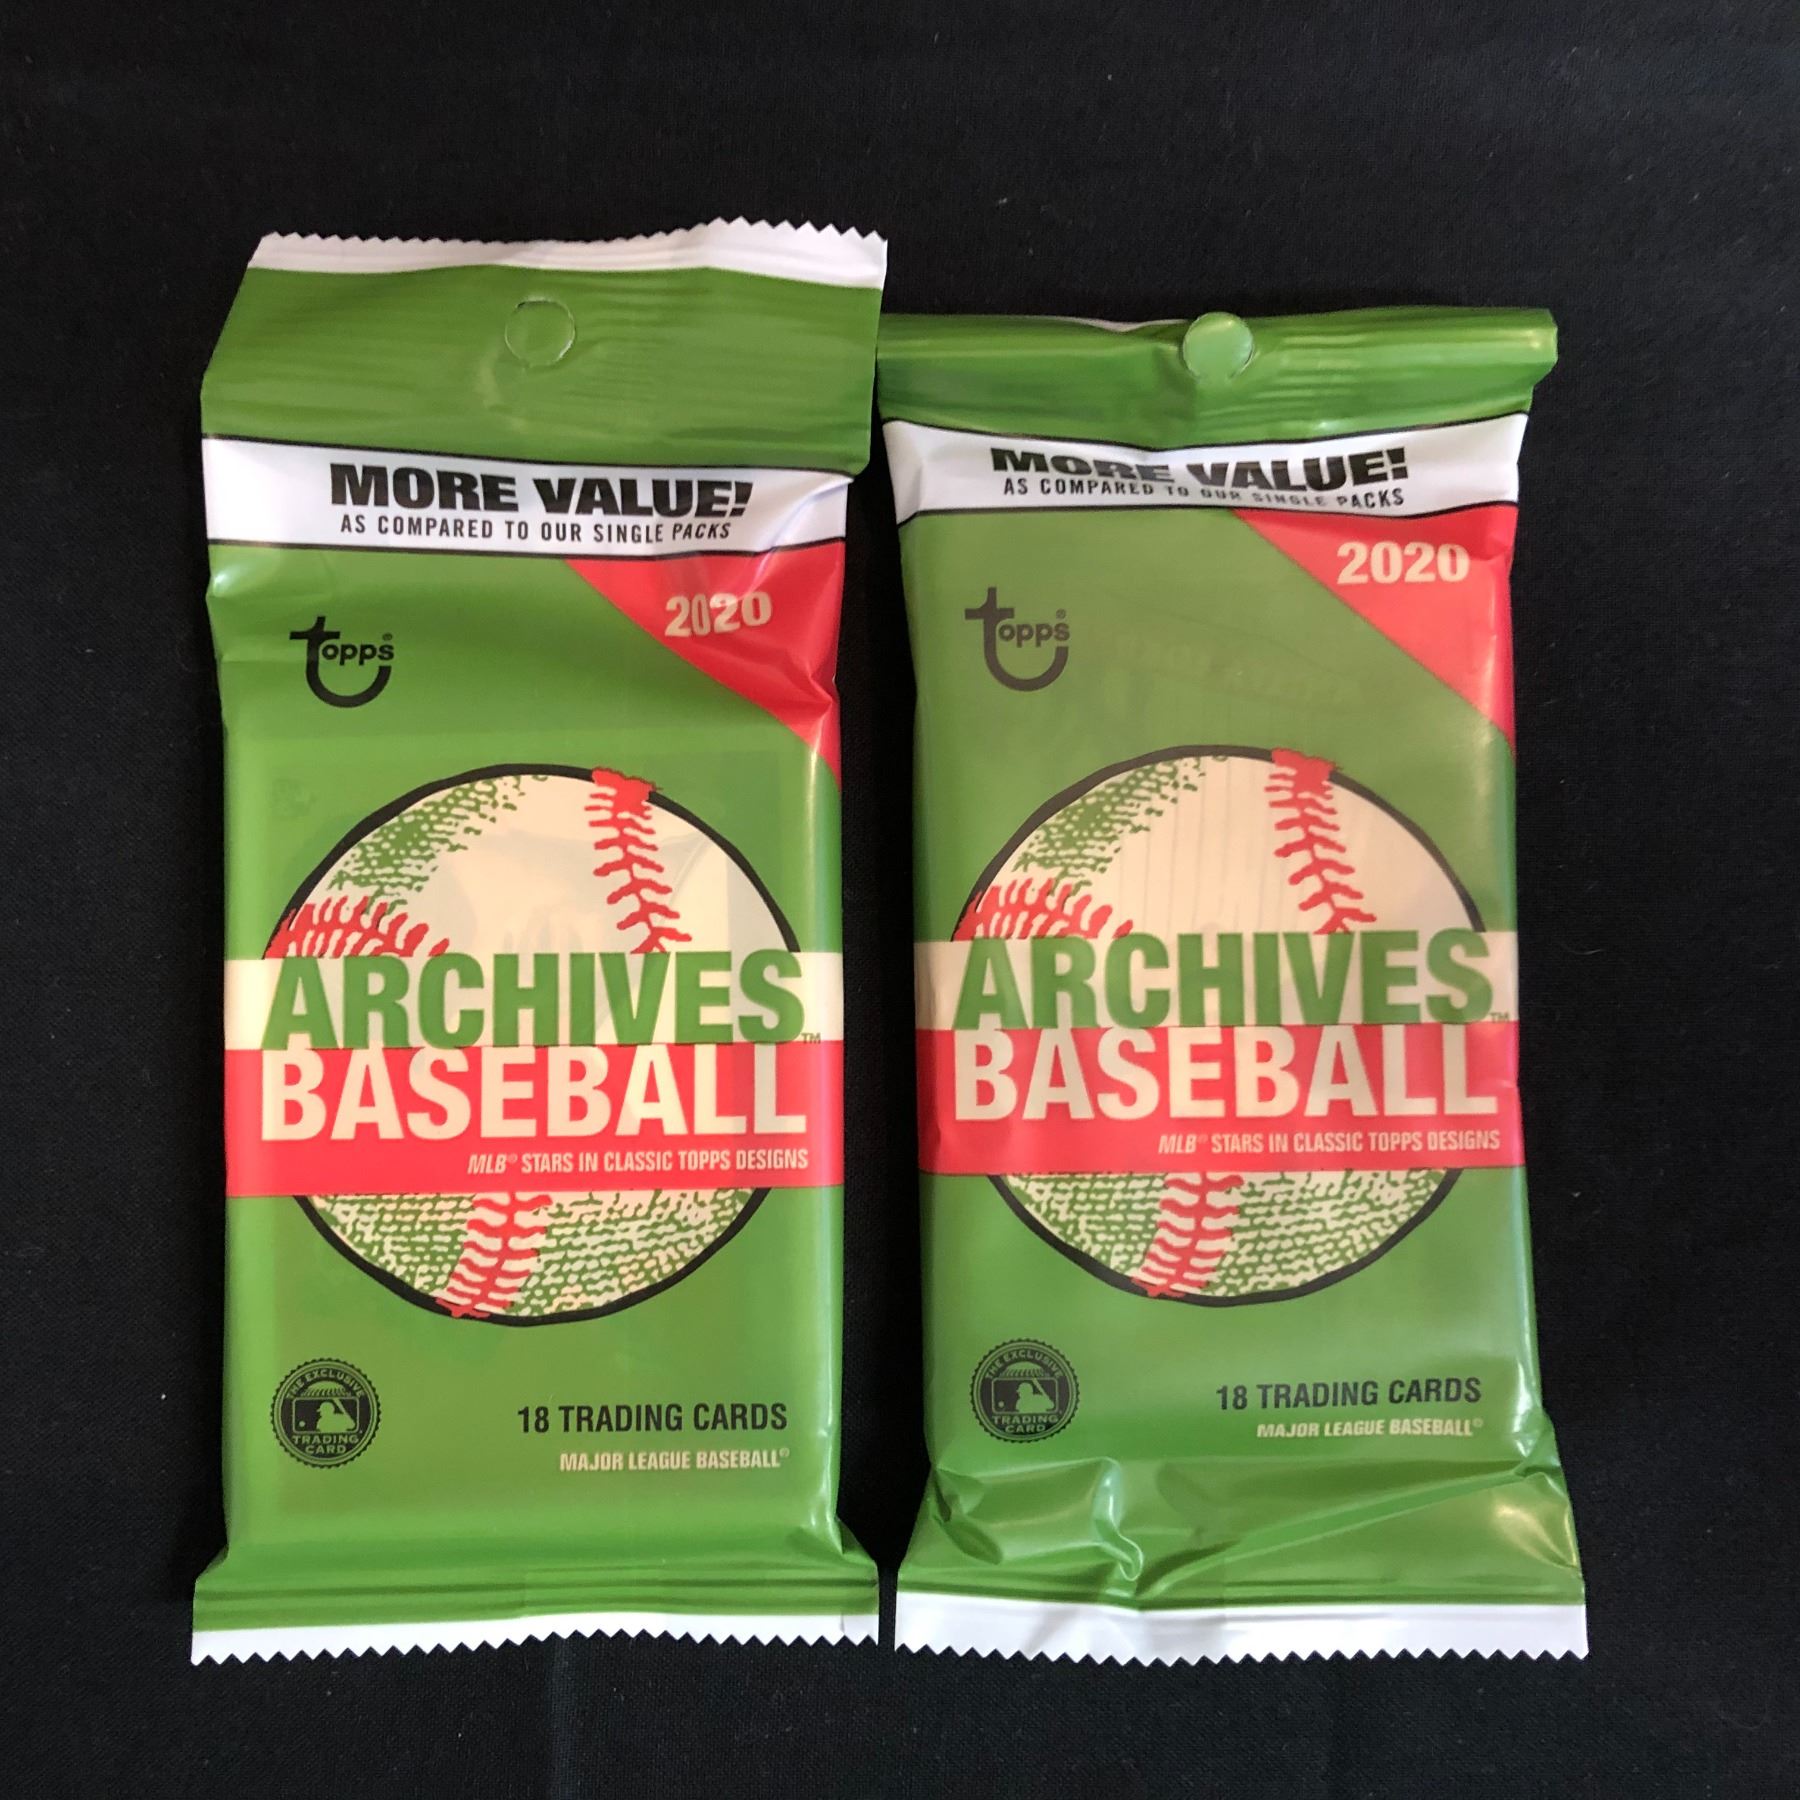 MORE VALUE!
AS COMPARED TO OUR SINGLE PACKS
2020
topps®
ARCHIVES™
BASEBALL
MLB® STARS IN CLASSIC TOPPS DESIGNS
THE EXCLUSIVE
TRADING
CARD
18 TRADING CARDS
MAJOR LEAGUE BASEBALL®
MORE VALUE!
AS COMPARED TO OUR SINGLE PACKS
2020
topps®
ARCHIVES™
BASEBALL
MLB® STARS IN CLASSIC TOPPS DESIGNS
THE EXCLUSIVE
TRADING
CARD
18 TRADING CARDS
MAJOR LEAGUE BASEBALL®